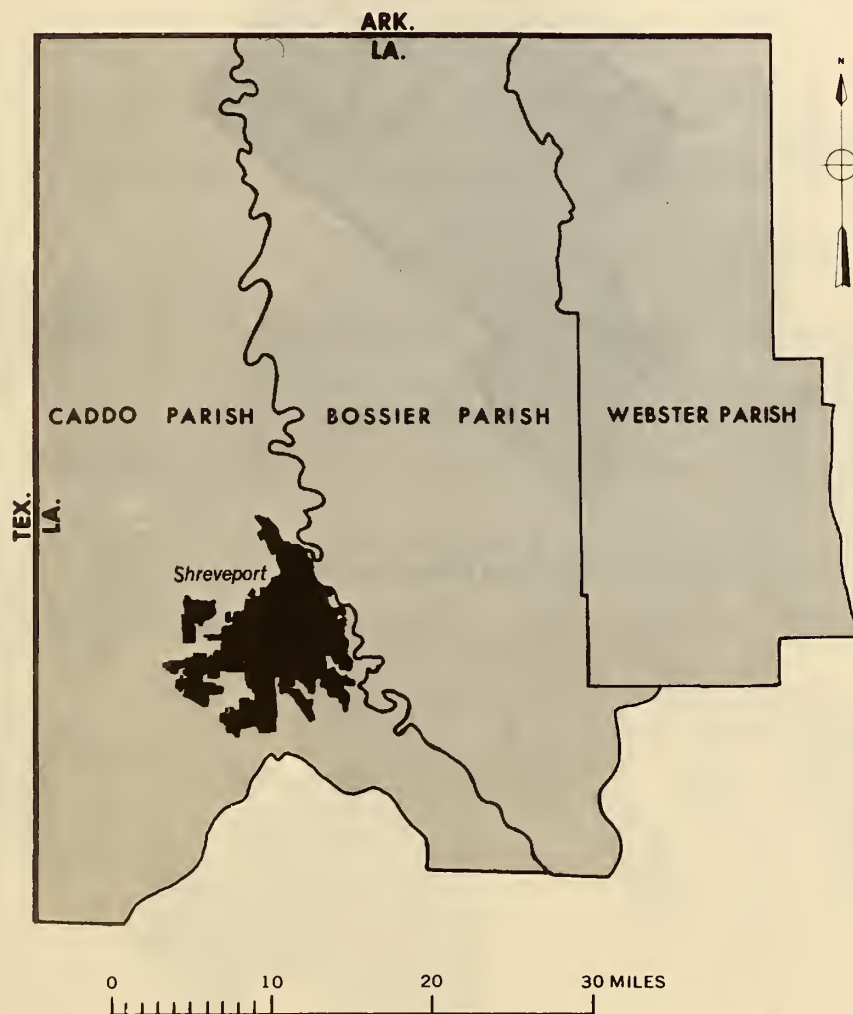 ARK.
LA.
N
CADDO PARISH BOSSIER PARISH WEBSTER PARISH
TEX.
LA.
Shreveport
0 10 20 30 MILES